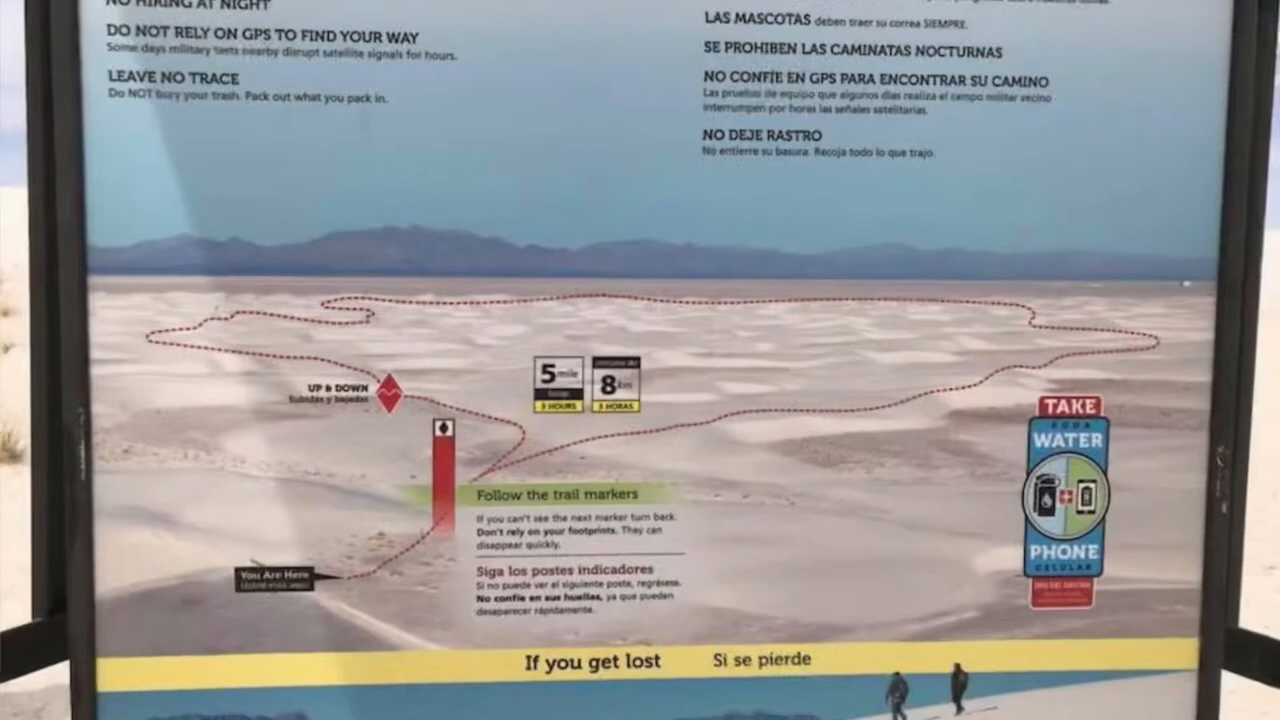 NO HIKING AT NIGHT
DO NOT RELY ON GPS TO FIND YOUR WAY
Some days military tests nearby disrupt satellite signals for hours.
LEAVE NO TRACE
Do NOT bury your trash. Pack out what you pack in.
LAS MASCOTAS deben traer su correa SIEMPRE.
SE PROHIBEN LAS CAMINATAS NOCTURNAS
NO CONFÍE EN GPS PARA ENCONTRAR SU CAMINO
Las pruebas de equipo que algunos días realiza el campo militar vecino
interrumpen por horas las señales satelitarias.
NO DEJE RASTRO
No entierre su basura. Recoja todo lo que trajo.
UP & DOWN
Subidas y bajadas
5 mile
loop
3 HOURS
8 km
3 HORAS
Follow the trail markers
If you can't see the next marker turn back.
Don't rely on your footprints. They can
disappear quickly.
Siga los postes indicadores
Si no puede ver el siguiente poste, regrésese.
No confíe en sus huellas, ya que pueden
desaparecer rápidamente.
You Are Here
TAKE
AGUA
WATER
PHONE
CELULAR
If you get lost
Si se pierde